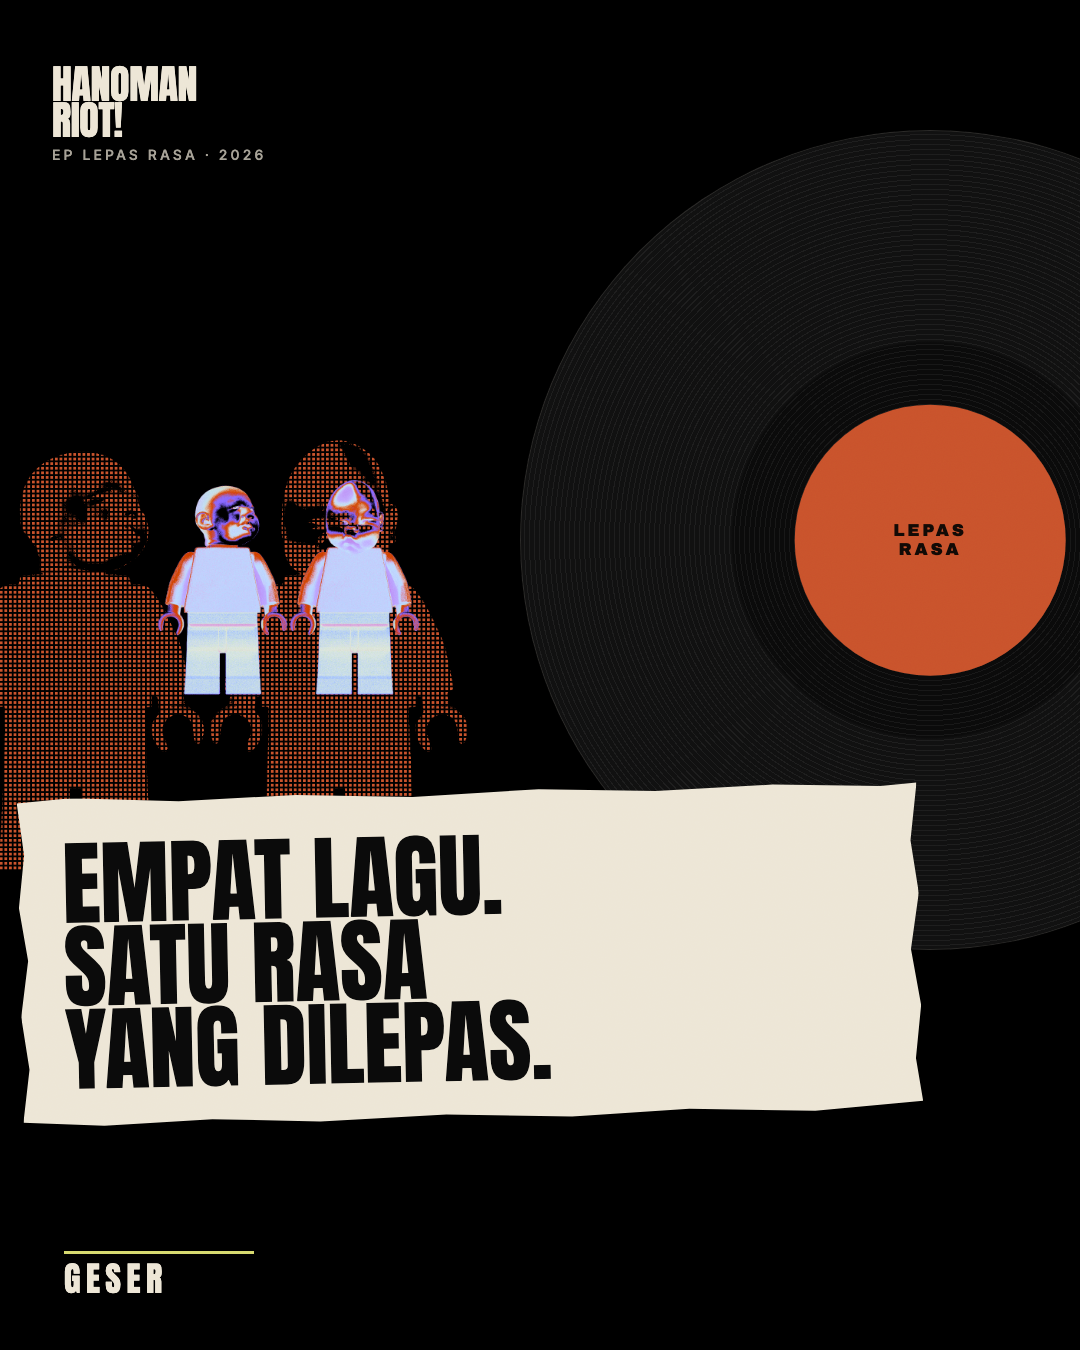 HANOMAN
RIOT!
EP LEPAS RASA · 2026
LEPAS
RASA
EMPAT LAGU.
SATU RASA
YANG DILEPAS.
GESER